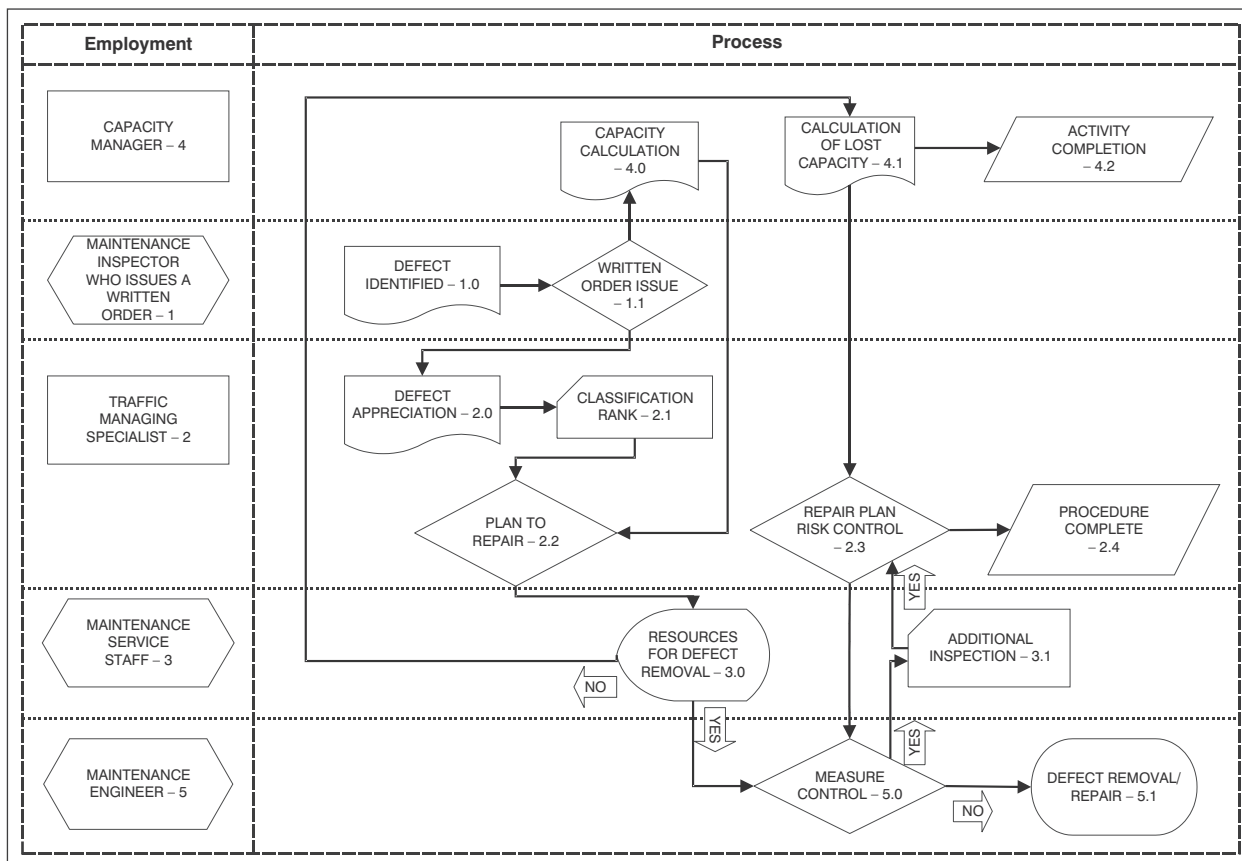 Employment
Process
CAPACITY
MANAGER – 4
CAPACITY
CALCULATION
– 4.0
CALCULATION
OF LOST
CAPACITY – 4.1
ACTIVITY
COMPLETION
– 4.2
MAINTENANCE
INSPECTOR
WHO ISSUES A
WRITTEN
ORDER – 1
DEFECT
IDENTIFIED – 1.0
WRITTEN
ORDER ISSUE
– 1.1
TRAFFIC
MANAGING
SPECIALIST – 2
DEFECT
APPRECIATION – 2.0
CLASSIFICATION
RANK – 2.1
PLAN TO
REPAIR – 2.2
REPAIR PLAN
RISK CONTROL
– 2.3
PROCEDURE
COMPLETE
– 2.4
YES
MAINTENANCE
SERVICE
STAFF – 3
RESOURCES
FOR DEFECT
REMOVAL – 3.0
ADDITIONAL
INSPECTION – 3.1
NO
YES
YES
MAINTENANCE
ENGINEER – 5
MEASURE
CONTROL – 5.0
DEFECT REMOVAL/
REPAIR – 5.1
NO